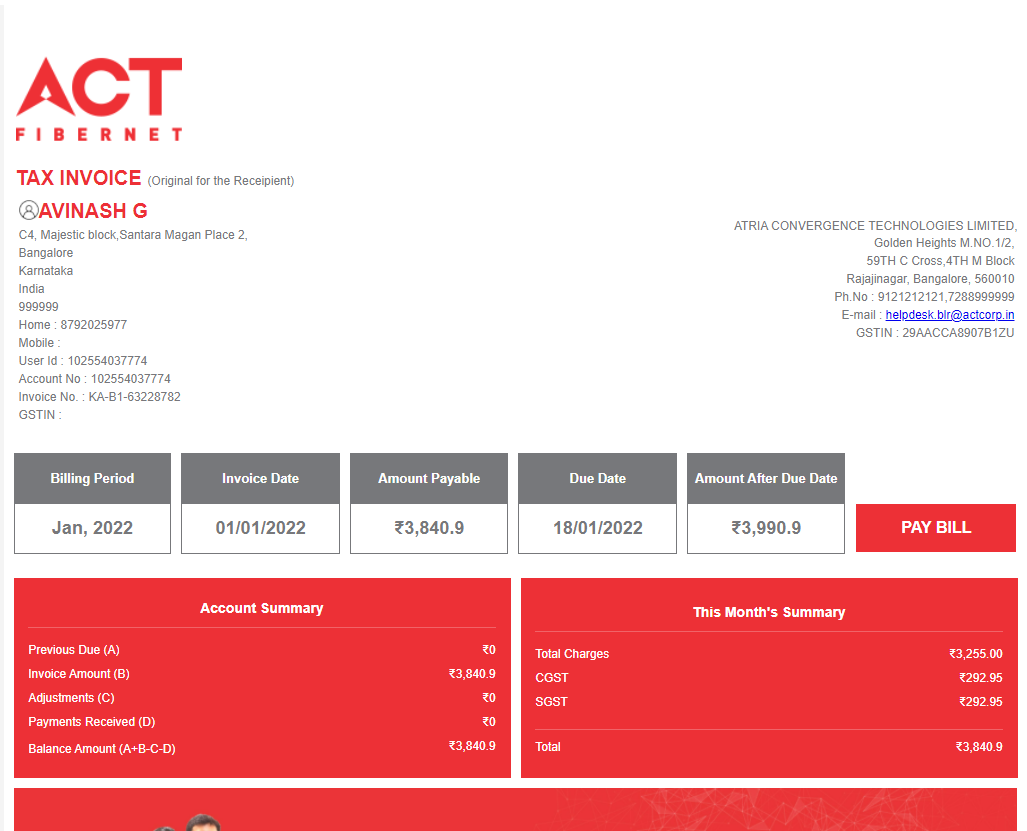 ACT
FIBERNET
TAX INVOICE (Original for the Receipient)
AVINASH G
C4, Majestic block,Santara Magan Place 2,
Bangalore
Karnataka
India
999999
Home : 8792025977
Mobile :
User Id : 102554037774
Account No : 102554037774
Invoice No. : KA-B1-63228782
GSTIN :
ATRIA CONVERGENCE TECHNOLOGIES LIMITED,
Golden Heights M.NO.1/2,
59TH C Cross,4TH M Block
Rajajinagar, Bangalore, 560010
Ph.No : 9121212121,7288999999
E-mail : helpdesk.blr@actcorp.in
GSTIN : 29AACCA8907B1ZU
Billing Period
Jan, 2022
Invoice Date
01/01/2022
Amount Payable
₹3,840.9
Due Date
18/01/2022
Amount After Due Date
₹3,990.9
PAY BILL
Account Summary
Previous Due (A) ₹0
Invoice Amount (B) ₹3,840.9
Adjustments (C) ₹0
Payments Received (D) ₹0
Balance Amount (A+B-C-D) ₹3,840.9
This Month's Summary
Total Charges ₹3,255.00
CGST ₹292.95
SGST ₹292.95
Total ₹3,840.9